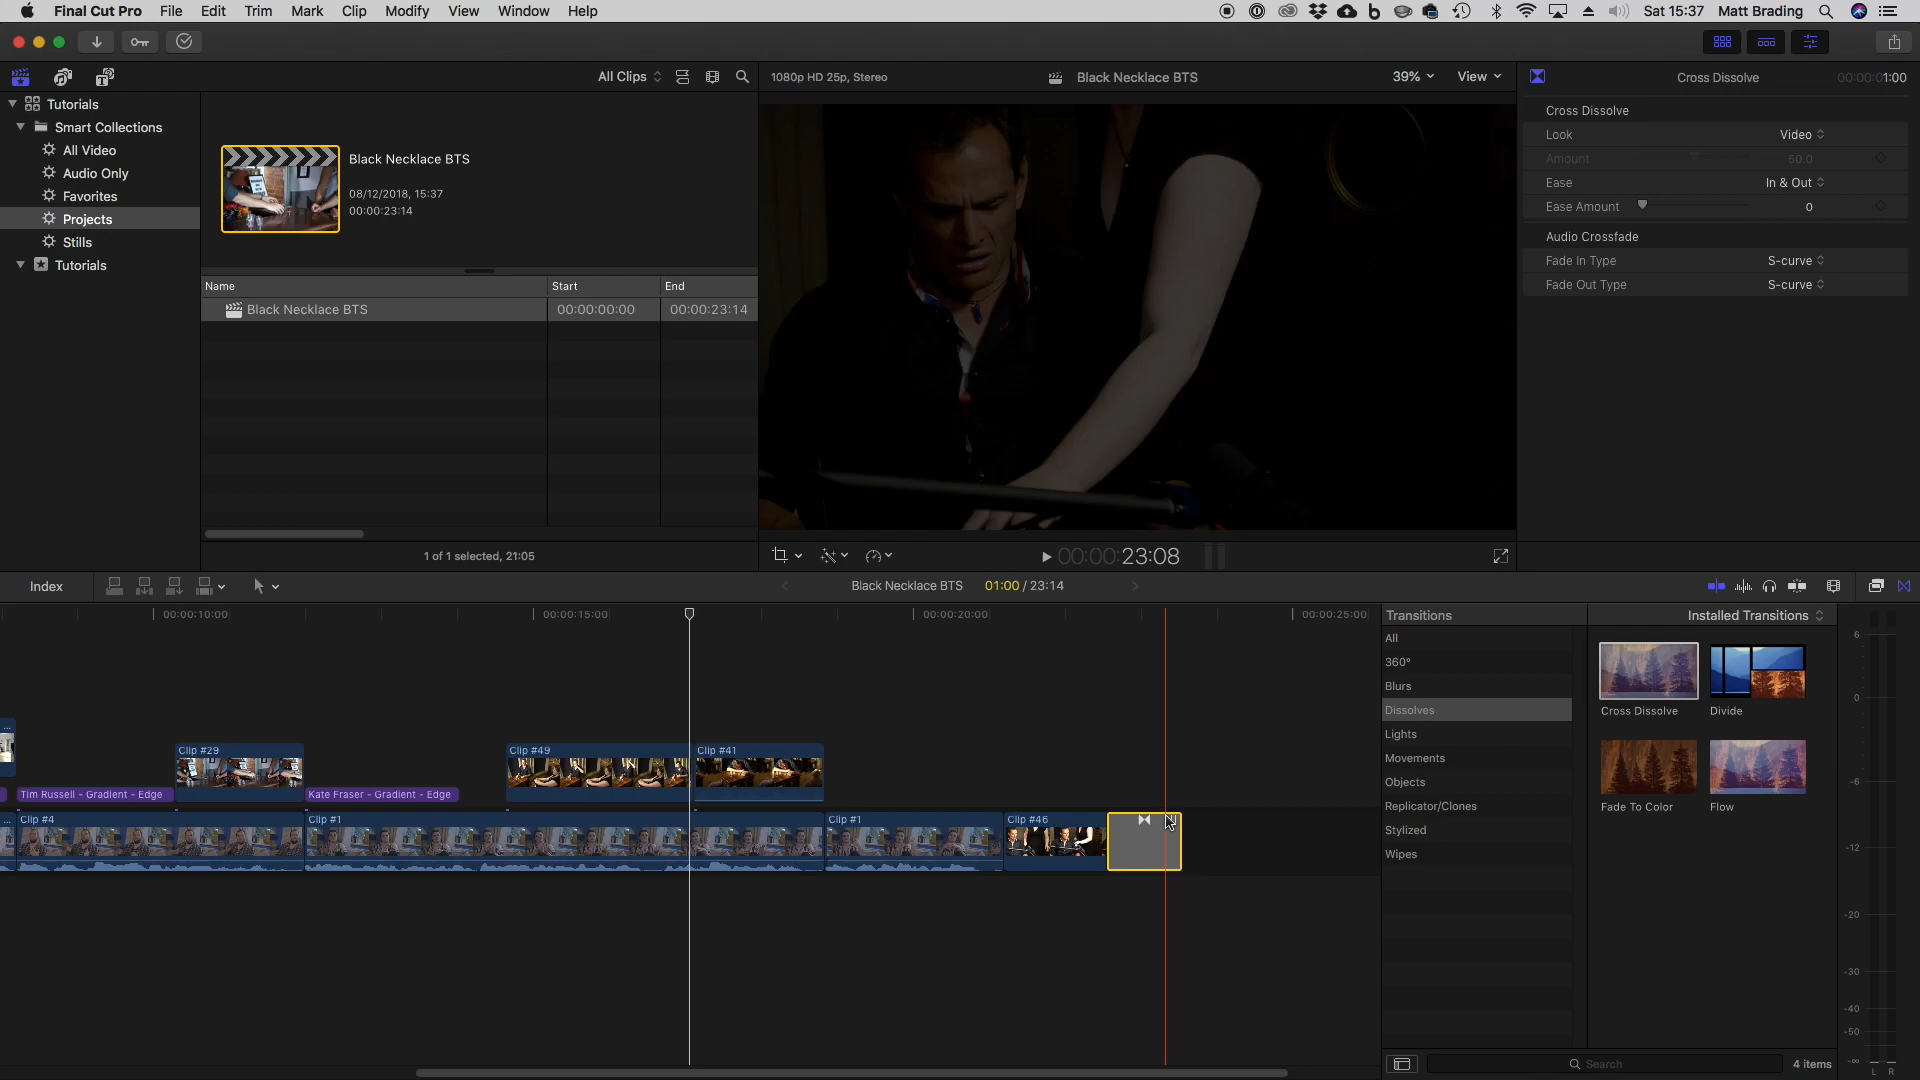 Final Cut Pro File Edit Trim Mark Clip Modify View Window Help Sat 15:37 Matt Brading
All Clips 1080p HD 25p, Stereo Black Necklace BTS 39% View Cross Dissolve 00:00:01:00
Tutorials
Smart Collections
All Video
Audio Only
Favorites
Projects
Stills
Tutorials
Black Necklace BTS
08/12/2018, 15:37
00:00:23:14
Name Start End
Black Necklace BTS 00:00:00:00 00:00:23:14
1 of 1 selected, 21:05
Cross Dissolve
Look Video
Amount 50.0
Ease In & Out
Ease Amount 0
Audio Crossfade
Fade In Type S-curve
Fade Out Type S-curve
00:00:23:08
Index Black Necklace BTS 01:00 / 23:14
00:00:10:00 00:00:15:00 00:00:20:00 00:00:25:00
Clip #29 Clip #49 Clip #41
Tim Russell - Gradient - Edge Kate Fraser - Gradient - Edge
Clip #4 Clip #1 Clip #1 Clip #46
Transitions Installed Transitions
All
360°
Blurs
Dissolves
Lights
Movements
Objects
Replicator/Clones
Stylized
Wipes
Cross Dissolve Divide
Fade To Color Flow
Search 4 items
6
0
-6
-12
-20
-30
-40
-50
-∞
L R